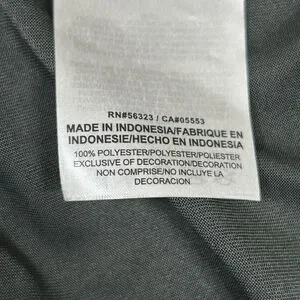 RN#56323 / CA#05553
MADE IN INDONESIA/FABRIQUE EN
INDONESIE/HECHO EN INDONESIA
100% POLYESTER/POLYESTER/POLIESTER
EXCLUSIVE OF DECORATION/DECORATION
NON COMPRISE/NO INCLUYE LA
DECORACION